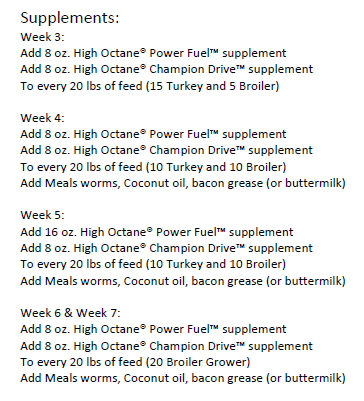 Supplements:
Week 3:
Add 8 oz. High Octane® Power Fuel™ supplement
Add 8 oz. High Octane® Champion Drive™ supplement
To every 20 lbs of feed (15 Turkey and 5 Broiler)
Week 4:
Add 8 oz. High Octane® Power Fuel™ supplement
Add 8 oz. High Octane® Champion Drive™ supplement
To every 20 lbs of feed (10 Turkey and 10 Broiler)
Add Meals worms, Coconut oil, bacon grease (or buttermilk)
Week 5:
Add 16 oz. High Octane® Power Fuel™ supplement
Add 8 oz. High Octane® Champion Drive™ supplement
To every 20 lbs of feed (10 Turkey and 10 Broiler)
Add Meals worms, Coconut oil, bacon grease (or buttermilk)
Week 6 & Week 7:
Add 8 oz. High Octane® Power Fuel™ supplement
Add 8 oz. High Octane® Champion Drive™ supplement
To every 20 lbs of feed (20 Broiler Grower)
Add Meals worms, Coconut oil, bacon grease (or buttermilk)